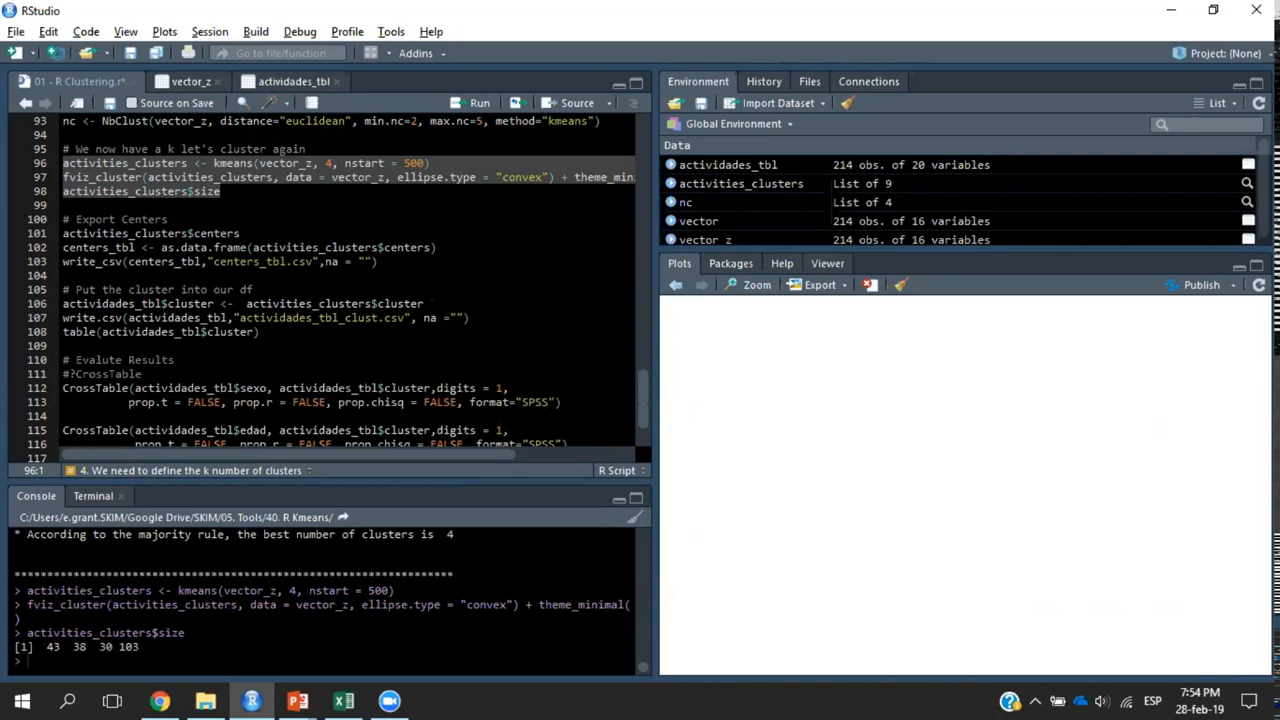 RStudio
File Edit Code View Plots Session Build Debug Profile Tools Help
Go to file/function Addins Project: (None)
01 - R Clustering.r* vector_z actividades_tbl
Source on Save Run Source
93 nc <- NbClust(vector_z, distance="euclidean", min.nc=2, max.nc=5, method="kmeans")
94
95 # We now have a k let's cluster again
96 activities_clusters <- kmeans(vector_z, 4, nstart = 500)
97 fviz_cluster(activities_clusters, data = vector_z, ellipse.type = "convex") + theme_min
98 activities_clusters$size
99
100 # Export Centers
101 activities_clusters$centers
102 centers_tbl <- as.data.frame(activities_clusters$centers)
103 write_csv(centers_tbl,"centers_tbl.csv",na = "")
104
105 # Put the cluster into our df
106 actividades_tbl$cluster <- activities_clusters$cluster
107 write.csv(actividades_tbl,"actividades_tbl_clust.csv", na ="")
108 table(actividades_tbl$cluster)
109
110 # Evalute Results
111 #?CrossTable
112 CrossTable(actividades_tbl$sexo, actividades_tbl$cluster,digits = 1,
113 prop.t = FALSE, prop.r = FALSE, prop.chisq = FALSE, format="SPSS")
114
115 CrossTable(actividades_tbl$edad, actividades_tbl$cluster,digits = 1,
116 prop.t = FALSE, prop.r = FALSE, prop.chisq = FALSE, format="SPSS")
117
96:1 # 4. We need to define the k number of clusters R Script
Console Terminal
C:/Users/e.grant.SKIM/Google Drive/SKIM/05. Tools/40. R Kmeans/
* According to the majority rule, the best number of clusters is 4
*******************************************************************
> activities_clusters <- kmeans(vector_z, 4, nstart = 500)
> fviz_cluster(activities_clusters, data = vector_z, ellipse.type = "convex") + theme_minimal(
)
> activities_clusters$size
[1] 43 38 30 103
>
Environment History Files Connections
Import Dataset List
Global Environment
Data
actividades_tbl 214 obs. of 20 variables
activities_clusters List of 9
nc List of 4
vector 214 obs. of 16 variables
vector_z 214 obs. of 16 variables
Plots Packages Help Viewer
Zoom Export Publish
ESP 7:54 PM
28-feb-19